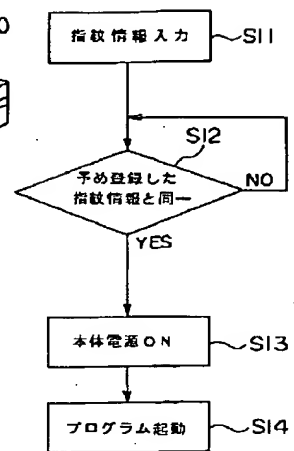 0
指紋情報入力
S11
S12
予め登録した
指紋情報と同一
NO
YES
本体電源ON
S13
プログラム起動
S14